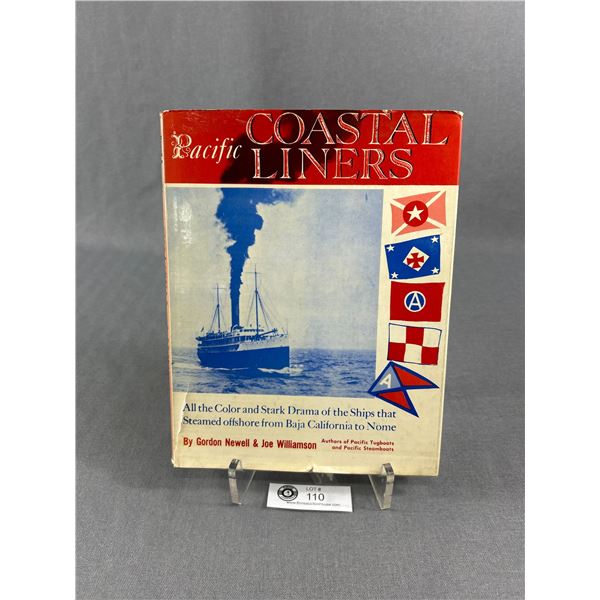 Pacific COASTAL
LINERS
A
A
All the Color and Stark Drama of the Ships that
Steamed offshore from Baja California to Nome
By Gordon Newell & Joe Williamson
Authors of Pacific Tugboats
and Pacific Steamboats
LOT #
110